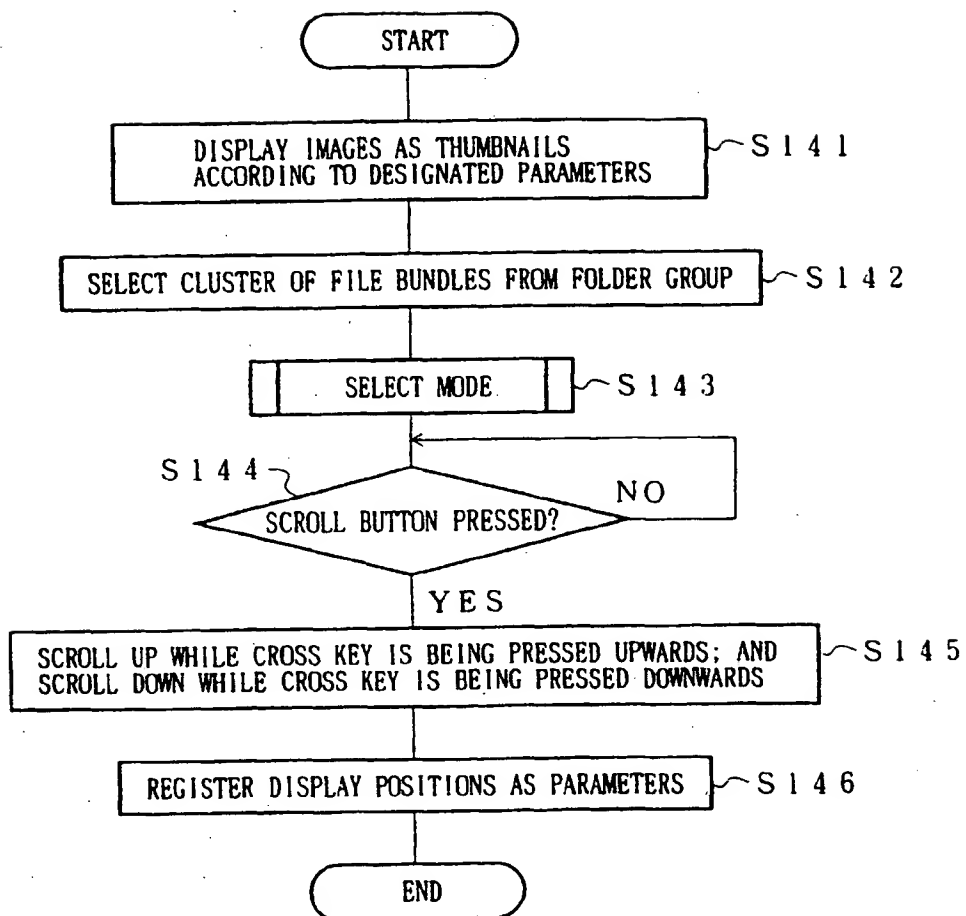 START
DISPLAY IMAGES AS THUMBNAILS
ACCORDING TO DESIGNATED PARAMETERS
S141
SELECT CLUSTER OF FILE BUNDLES FROM FOLDER GROUP
S142
SELECT MODE
S143
S144
SCROLL BUTTON PRESSED?
NO
YES
SCROLL UP WHILE CROSS KEY IS BEING PRESSED UPWARDS; AND
SCROLL DOWN WHILE CROSS KEY IS BEING PRESSED DOWNWARDS
S145
REGISTER DISPLAY POSITIONS AS PARAMETERS
S146
END